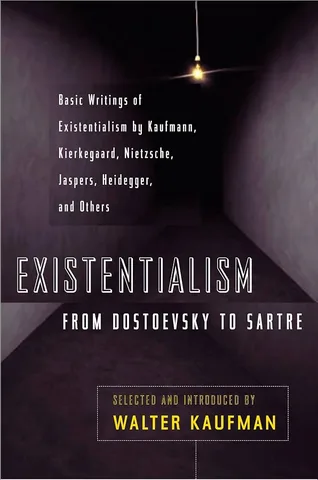 Basic Writings of
Existentialism by Kaufmann,
Kierkegaard, Nietzsche,
Jaspers, Heidegger,
and Others
EXISTENTIALISM
FROM DOSTOEVSKY TO SARTRE
SELECTED AND INTRODUCED BY
WALTER KAUFMAN